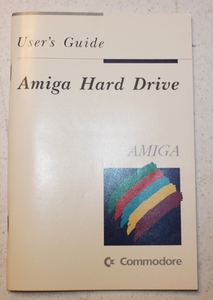 User's Guide
Amiga Hard Drive
AMIGA
Commodore